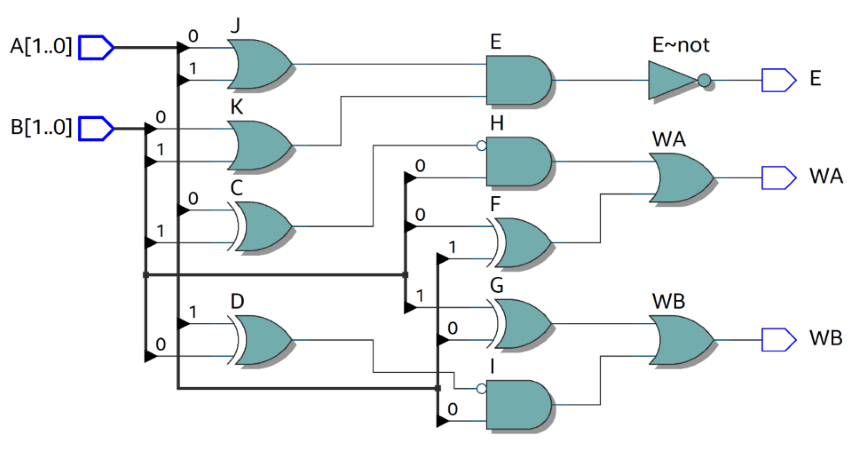 J
A[1..0] 0 E E~not
1 E
K
B[1..0] 0 H
1 WA
C 0 WA
0 0 F
1 1
1 G
D WB
1 0 WB
0 I
0